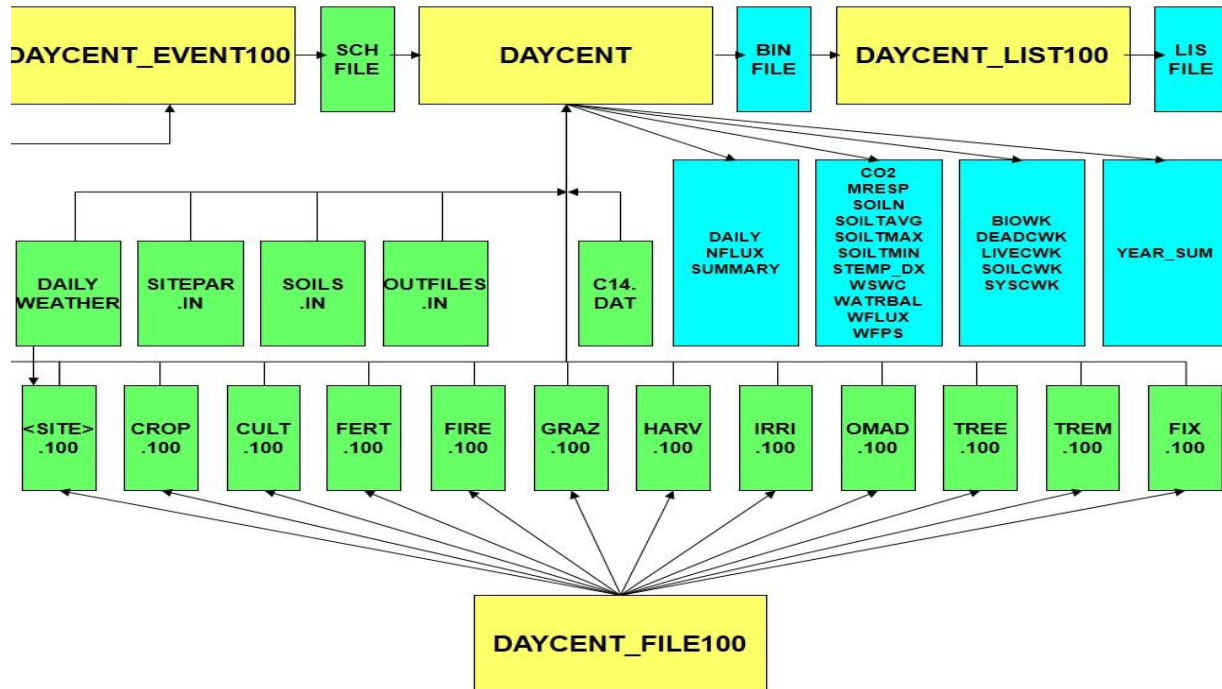 DAYCENT_EVENT100
SCH
FILE
DAYCENT
BIN
FILE
DAYCENT_LIST100
LIS
FILE
DAILY
NFLUX
SUMMARY
CO2
MRESP
SOILN
SOILTAVG
SOILTMAX
SOILTMIN
STEMP_DX
WSWC
WATRBAL
WFLUX
WFPS
BIOWK
DEADCWK
LIVECWK
SOILCWK
SYSCWK
YEAR_SUM
DAILY
WEATHER
SITEPAR
.IN
SOILS
.IN
OUTFILES
.IN
C14.
DAT
<SITE>
.100
CROP
.100
CULT
.100
FERT
.100
FIRE
.100
GRAZ
.100
HARV
.100
IRRI
.100
OMAD
.100
TREE
.100
TREM
.100
FIX
.100
DAYCENT_FILE100